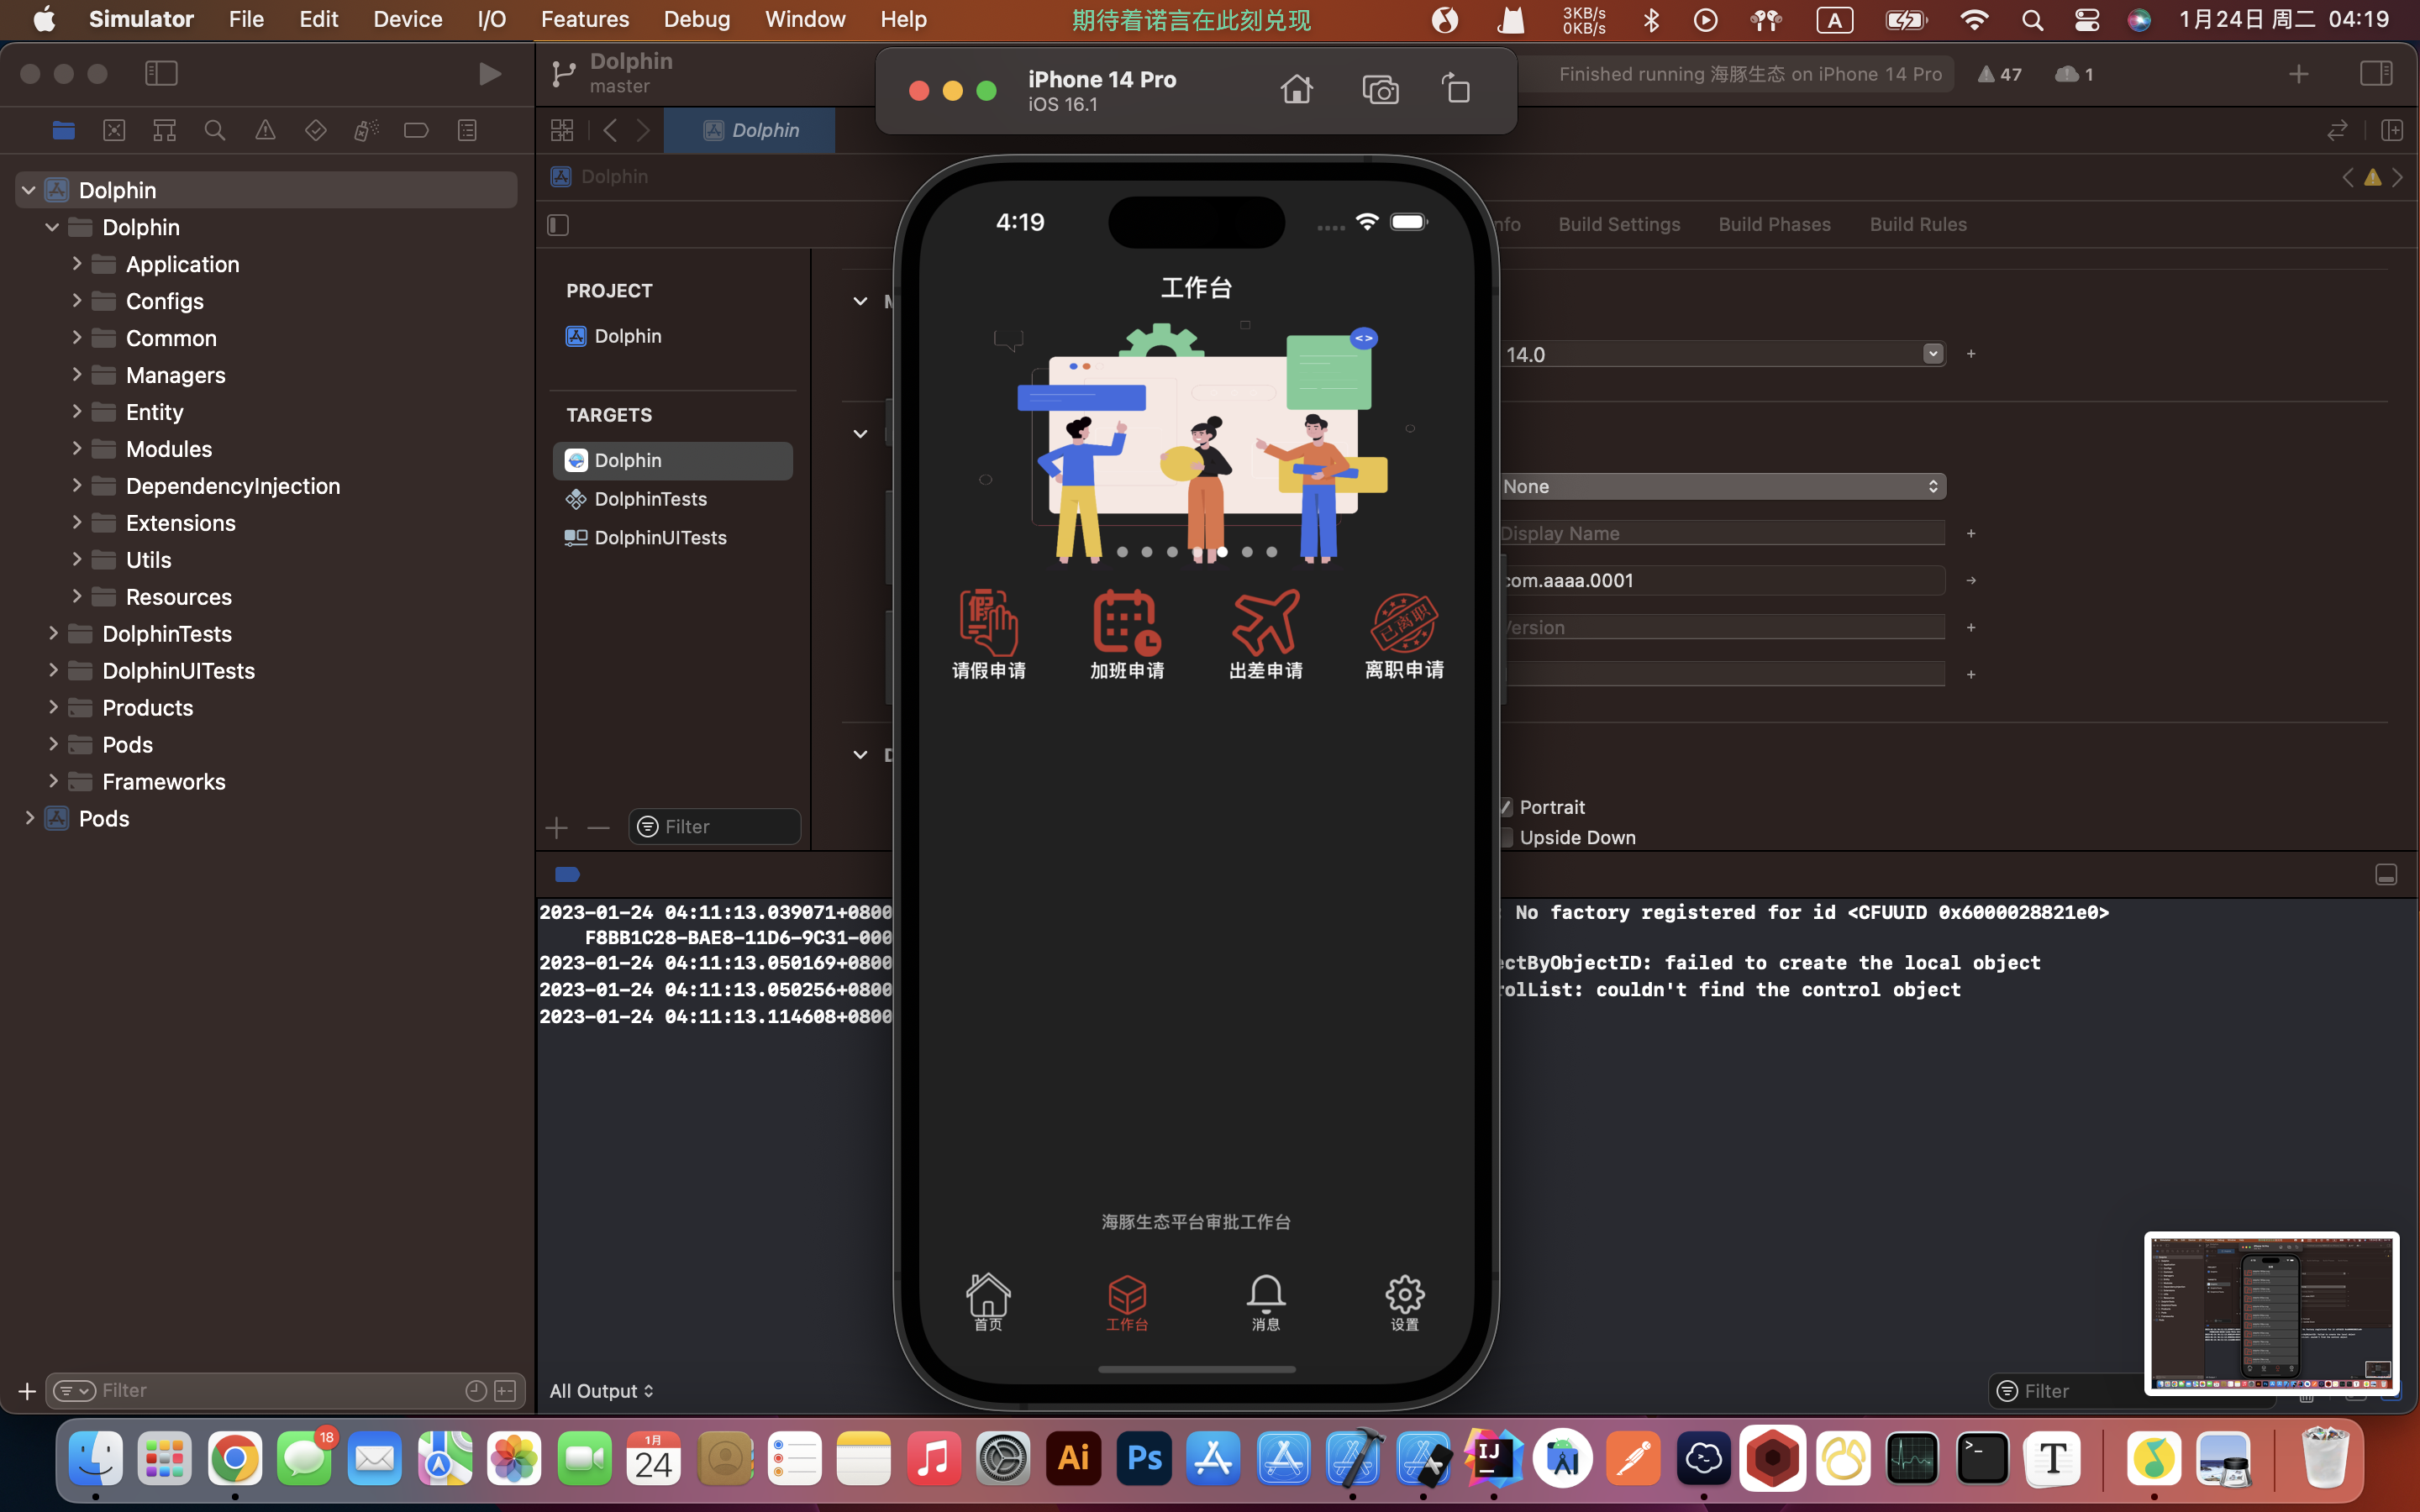 Simulator File Edit Device I/O Features Debug Window Help
期待着诺言在此刻兑现
3KB/s
0KB/s
A
1月24日 周二 04:19
Dolphin
master
iPhone 14 Pro
iOS 16.1
Finished running 海豚生态 on iPhone 14 Pro
47
1
Dolphin
Dolphin
Build Settings
Build Phases
Build Rules
Dolphin
Dolphin
Application
Configs
Common
Managers
Entity
Modules
DependencyInjection
Extensions
Utils
Resources
DolphinTests
DolphinUITests
Products
Pods
Frameworks
Pods
PROJECT
Dolphin
TARGETS
Dolphin
DolphinTests
DolphinUITests
Filter
4:19
工作台
<>
假
请假申请
加班申请
出差申请
已离职
离职申请
海豚生态平台审批工作台
首页
工作台
消息
设置
14.0
None
Display Name
com.aaaa.0001
Version
Portrait
Upside Down
2023-01-24 04:11:13.039071+0800
: No factory registered for id <CFUUID 0x6000028821e0>
F8BB1C28-BAE8-11D6-9C31-000
2023-01-24 04:11:13.050169+0800
ectByObjectID: failed to create the local object
2023-01-24 04:11:13.050256+0800
rolList: couldn't find the control object
2023-01-24 04:11:13.114608+0800
Filter
All Output
Filter
18
1月
24
Ai
Ps
IJ
>_
T